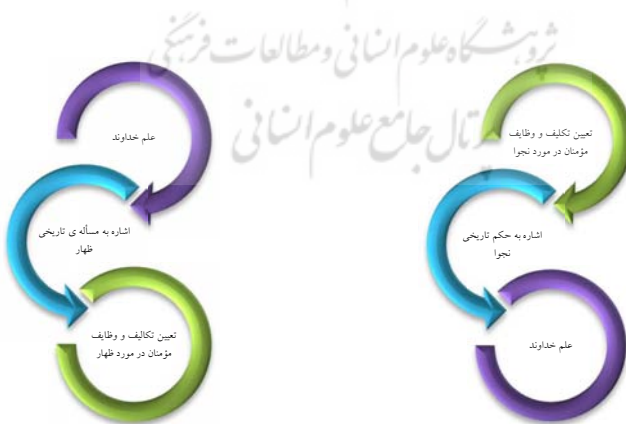 پژوهشگاه علوم انسانی و مطالعات فرهنگی
پرتال جامع علوم انسانی
تعیین تکلیف و وظایف
مؤمنان در مورد نجوا
اشاره به حکم تاریخی
نجوا
علم خداوند
علم خداوند
اشاره به مسأله ی تاریخی
ظهار
تعیین تکالیف و وظایف
مؤمنان در مورد ظهار